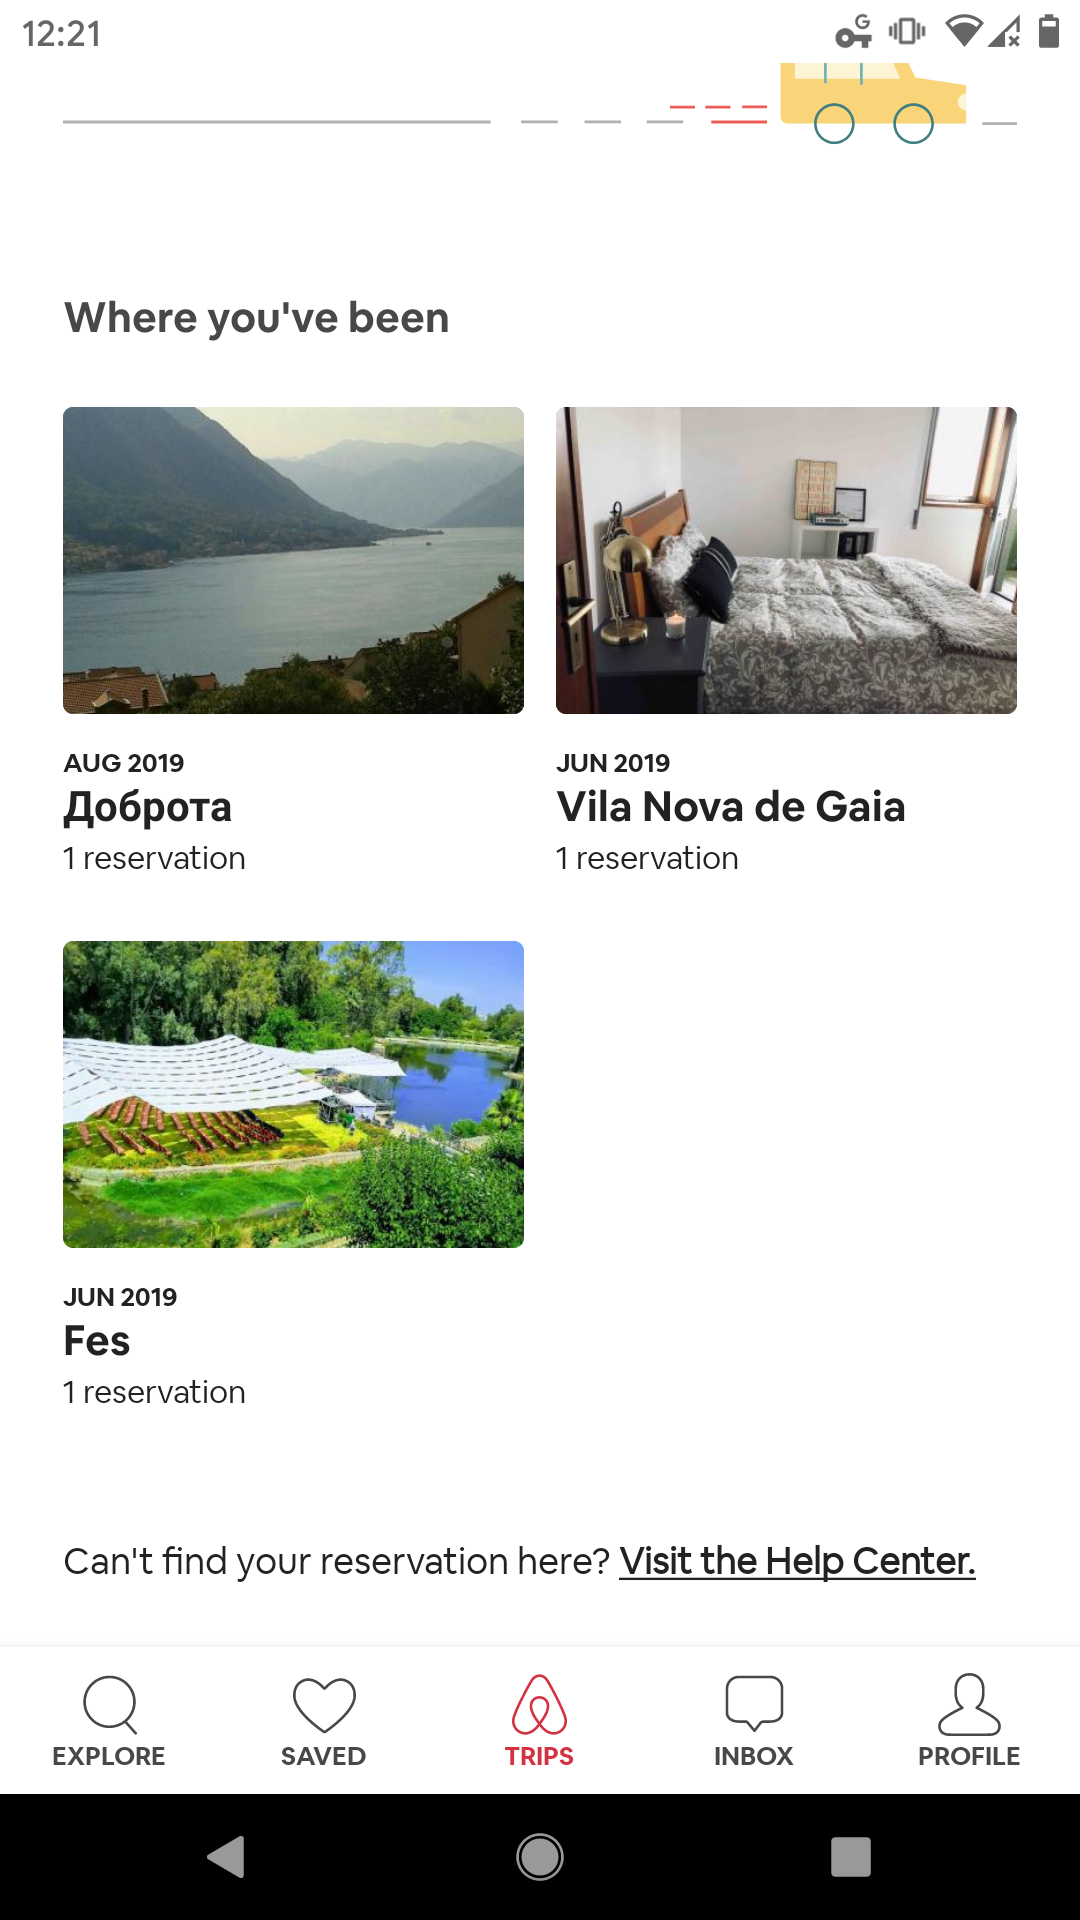 12:21
G
Where you've been
AUG 2019
Доброта
1 reservation
JUN 2019
Vila Nova de Gaia
1 reservation
JUN 2019
Fes
1 reservation
Can't find your reservation here? Visit the Help Center.
EXPLORE
SAVED
TRIPS
INBOX
PROFILE